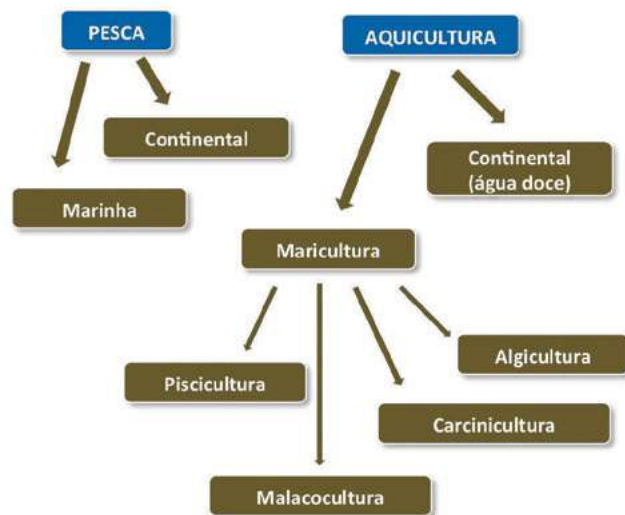 PESCA
AQUICULTURA
Continental
Continental
(água doce)
Marinha
Maricultura
Algicultura
Piscicultura
Carcinicultura
Malacocultura